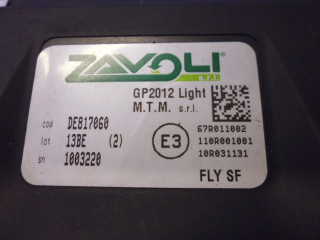 ZAVOLI
s.r.l.
GP2012 Light
M.T.M. s.r.l.
cod DE817060
lot 13BE (2)
sn 1003220
E3
67R011002
110R001001
10R031131
FLY SF